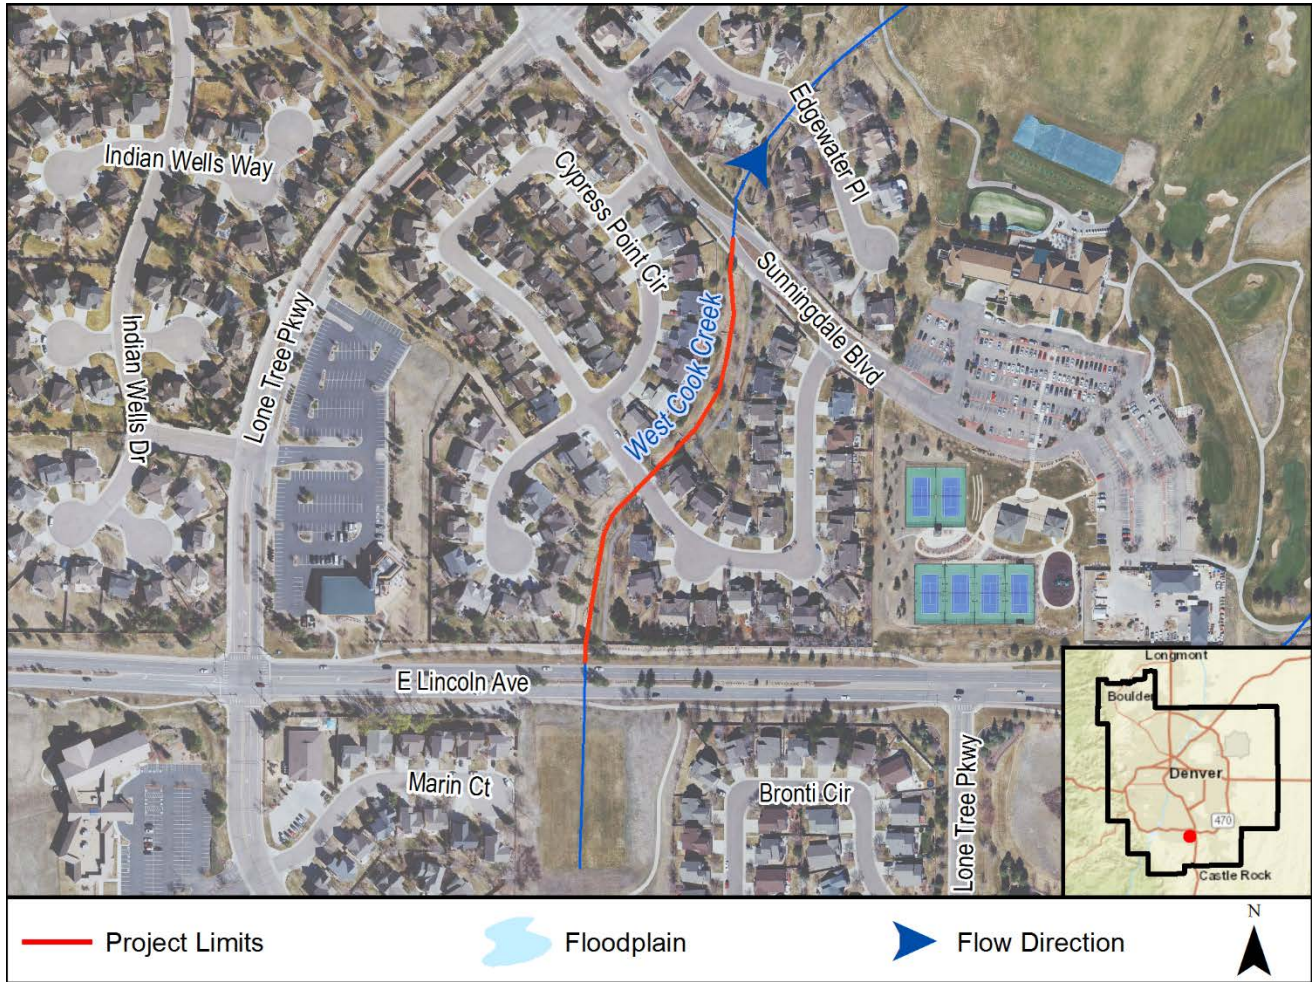 Edgewater Pl
Indian Wells Way
Cypress Point Cir
Sunningdale Blvd
Lone Tree Pkwy
West Cook Creek
Indian Wells Dr
E Lincoln Ave
Marin Ct
Bronti Cir
Lone Tree Pkwy
Longmont
Boulder
Denver
470
Castle Rock
Project Limits
Floodplain
Flow Direction
N